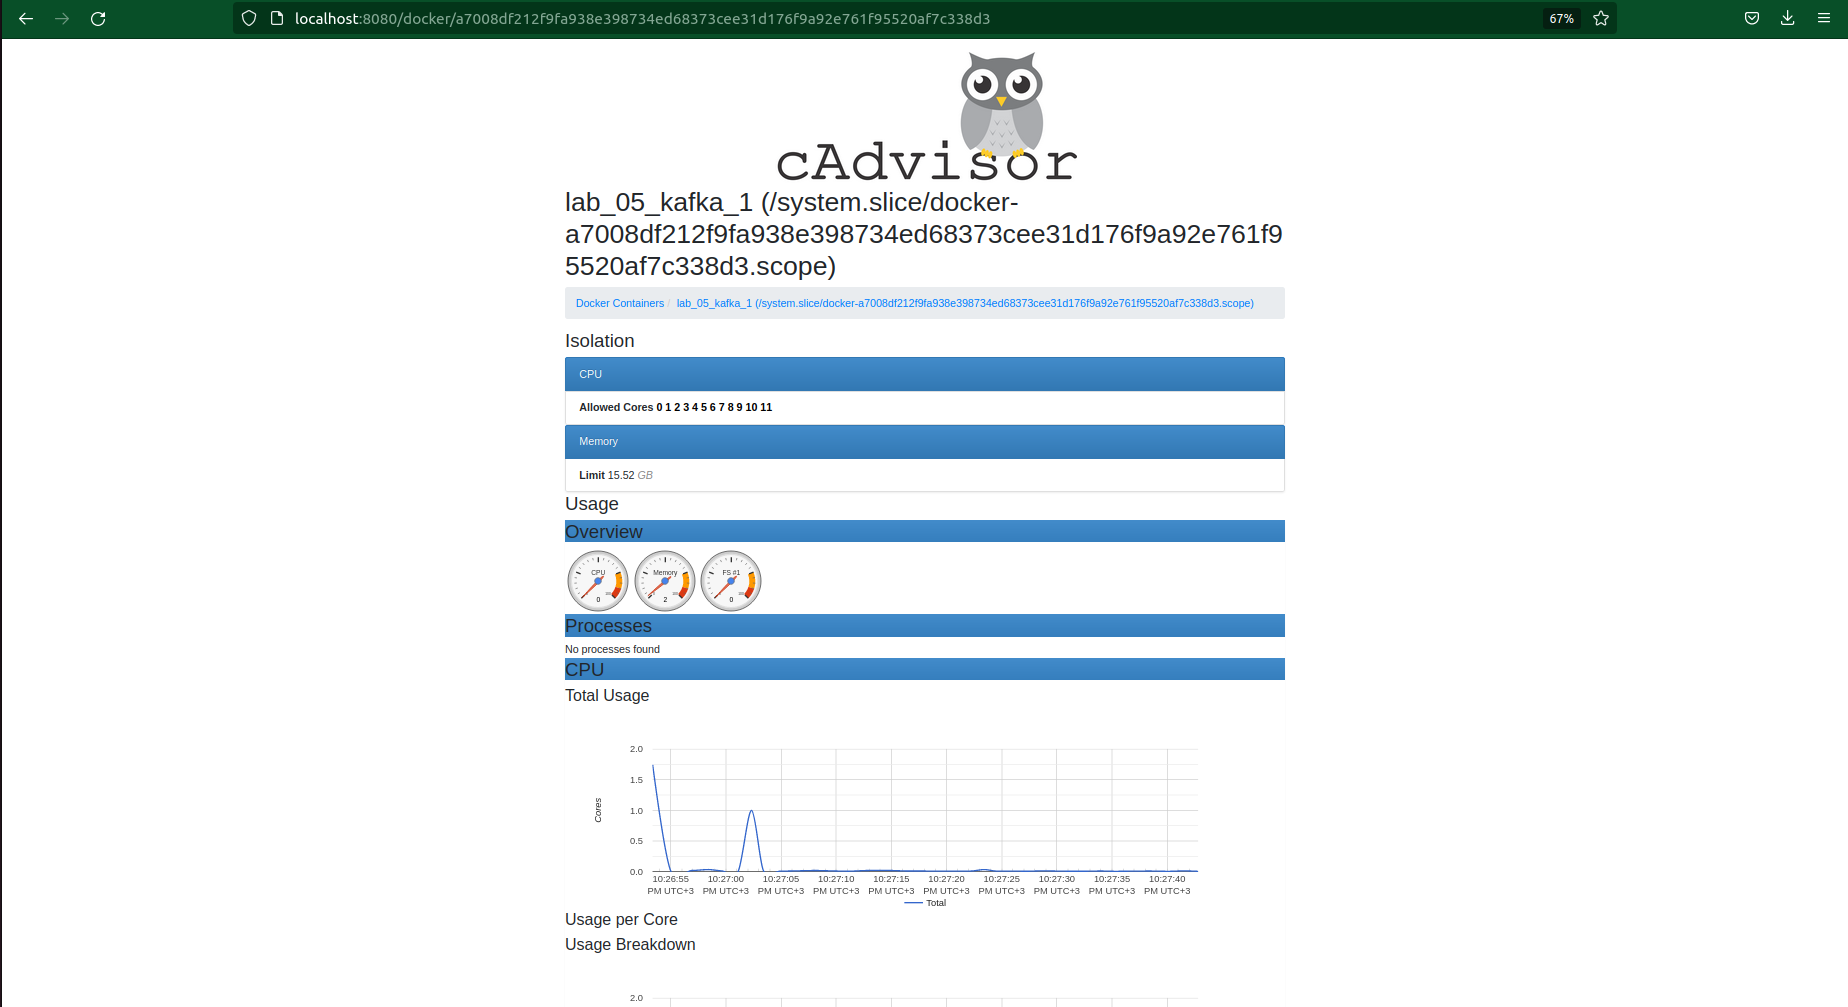 localhost:8080/docker/a7008df212f9fa938e398734ed68373cee31d176f9a92e761f95520af7c338d3
67%
cAdvisor
lab_05_kafka_1 (/system.slice/docker-
a7008df212f9fa938e398734ed68373cee31d176f9a92e761f9
5520af7c338d3.scope)
Docker Containers / lab_05_kafka_1 (/system.slice/docker-a7008df212f9fa938e398734ed68373cee31d176f9a92e761f95520af7c338d3.scope)
Isolation
CPU
Allowed Cores 0 1 2 3 4 5 6 7 8 9 10 11
Memory
Limit 15.52 GB
Usage
Overview
CPU Memory FS #1
0 2 0
Processes
No processes found
CPU
Total Usage
2.0
1.5
1.0
0.5
0.0
Cores
10:26:55 10:27:00 10:27:05 10:27:10 10:27:15 10:27:20 10:27:25 10:27:30 10:27:35 10:27:40
PM UTC+3 PM UTC+3 PM UTC+3 PM UTC+3 PM UTC+3 PM UTC+3 PM UTC+3 PM UTC+3 PM UTC+3 PM UTC+3
Total
Usage per Core
Usage Breakdown
2.0